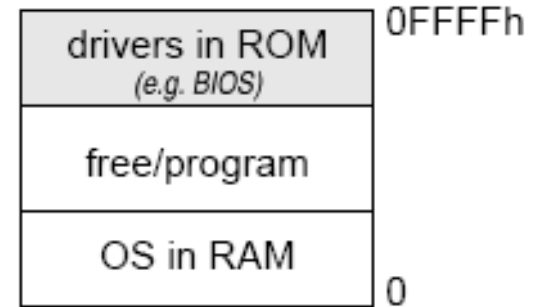 0FFFFh
drivers in ROM
(e.g. BIOS)
free/program
OS in RAM
0